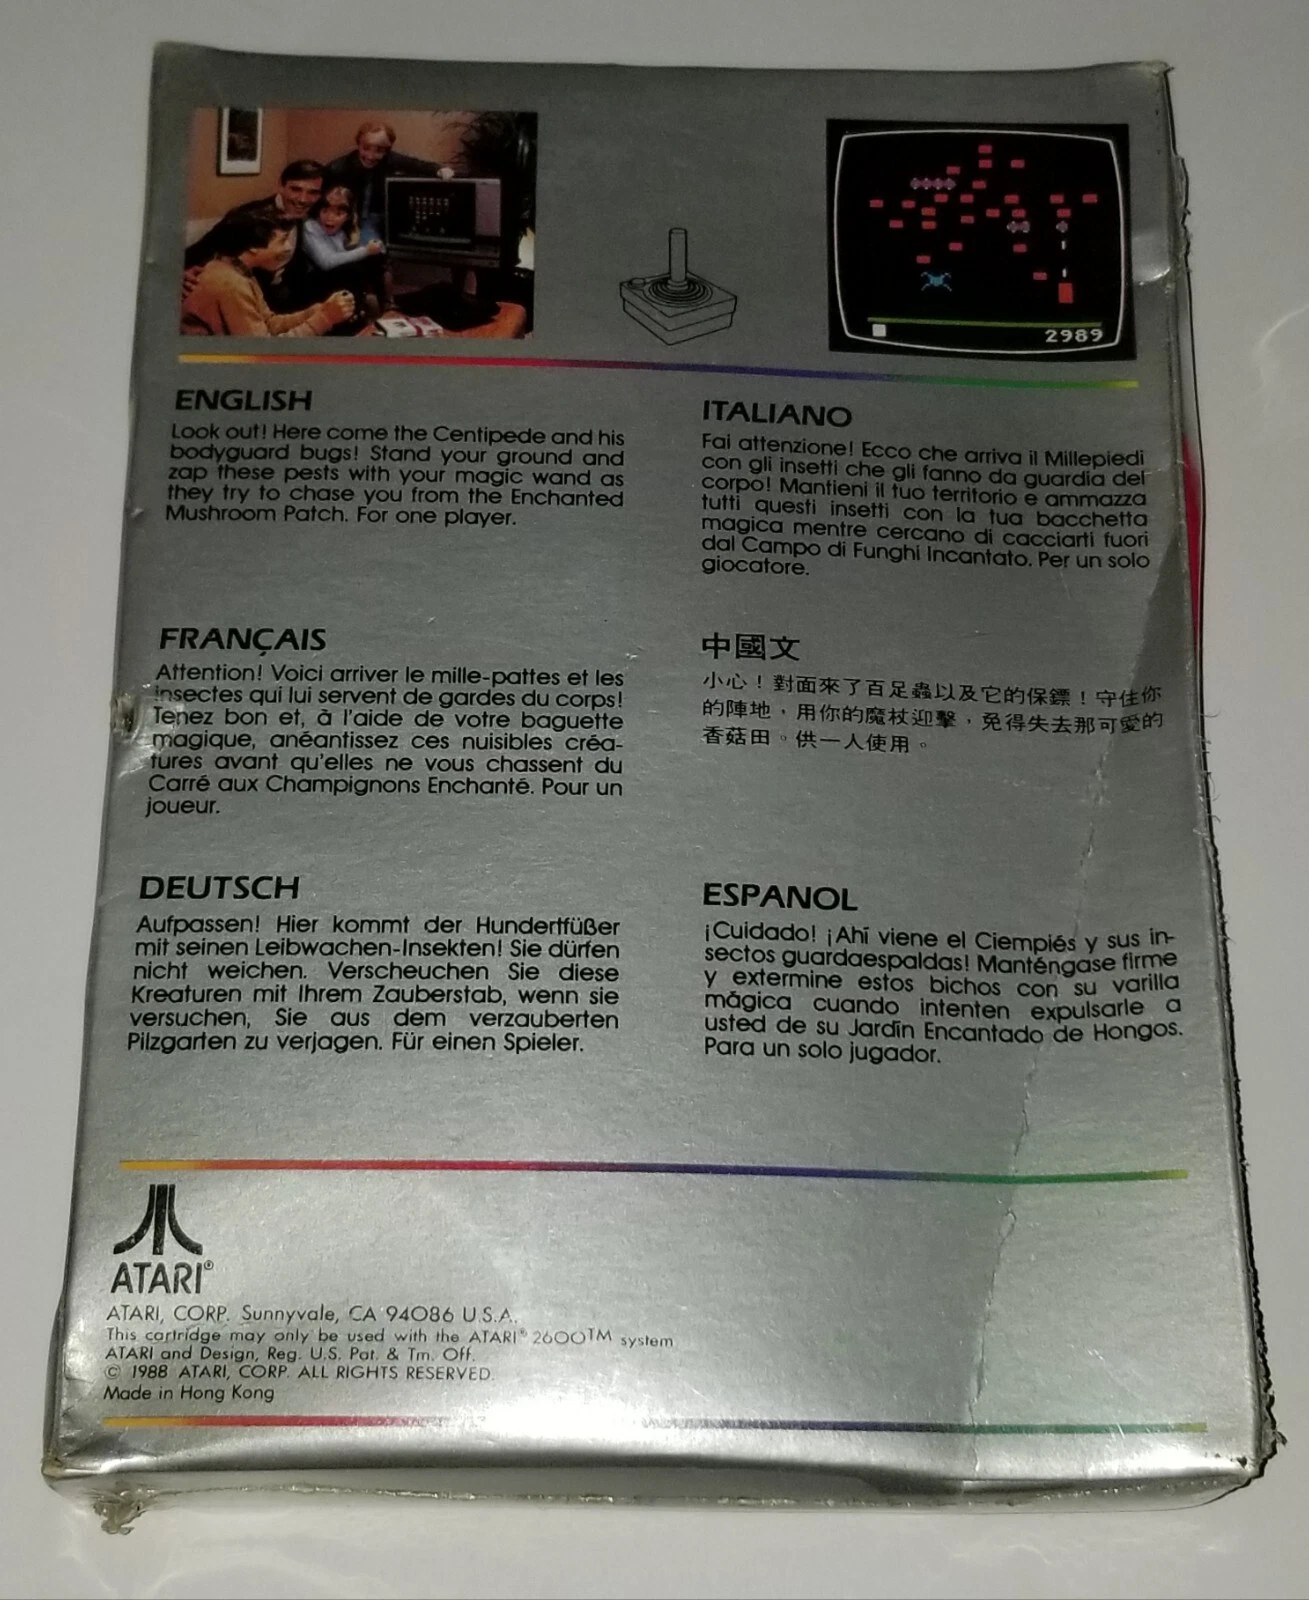 2989
ENGLISH
Look out! Here come the Centipede and his
bodyguard bugs! Stand your ground and
zap these pests with your magic wand as
they try to chase you from the Enchanted
Mushroom Patch. For one player.
ITALIANO
Fai attenzione! Ecco che arriva il Millepiedi
con gli insetti che gli fanno da guardia del
corpo! Mantieni il tuo territorio e ammazza
tutti questi insetti con la tua bacchetta
magica mentre cercano di cacciarti fuori
dal Campo di Funghi Incantato. Per un solo
giocatore.
FRANÇAIS
Attention! Voici arriver le mille-pattes et les
insectes qui lui servent de gardes du corps!
Tenez bon et, à l'aide de votre baguette
magique, anéantissez ces nuisibles créa-
tures avant qu'elles ne vous chassent du
Carré aux Champignons Enchanté. Pour un
joueur.
中國文
小心！對面來了百足蟲以及它的保鏢！守住你
的陣地，用你的魔杖迎擊，免得失去那可愛的
香菇田。供一人使用。
DEUTSCH
Aufpassen! Hier kommt der Hundertfüßer
mit seinen Leibwachen-Insekten! Sie dürfen
nicht weichen. Verscheuchen Sie diese
Kreaturen mit Ihrem Zauberstab, wenn sie
versuchen, Sie aus dem verzauberten
Pilzgarten zu verjagen. Für einen Spieler.
ESPANOL
¡Cuidado! ¡Ahí viene el Ciempiés y sus in-
sectos guardaespaldas! Manténgase firme
y extermine estos bichos con su varilla
mágica cuando intenten expulsarle a
usted de su Jardín Encantado de Hongos.
Para un solo jugador.
ATARI®
ATARI, CORP. Sunnyvale, CA 94086 U.S.A.
This cartridge may only be used with the ATARI® 2600TM system
ATARI and Design, Reg. U.S. Pat. & Tm. Off.
© 1988 ATARI, CORP. ALL RIGHTS RESERVED.
Made in Hong Kong